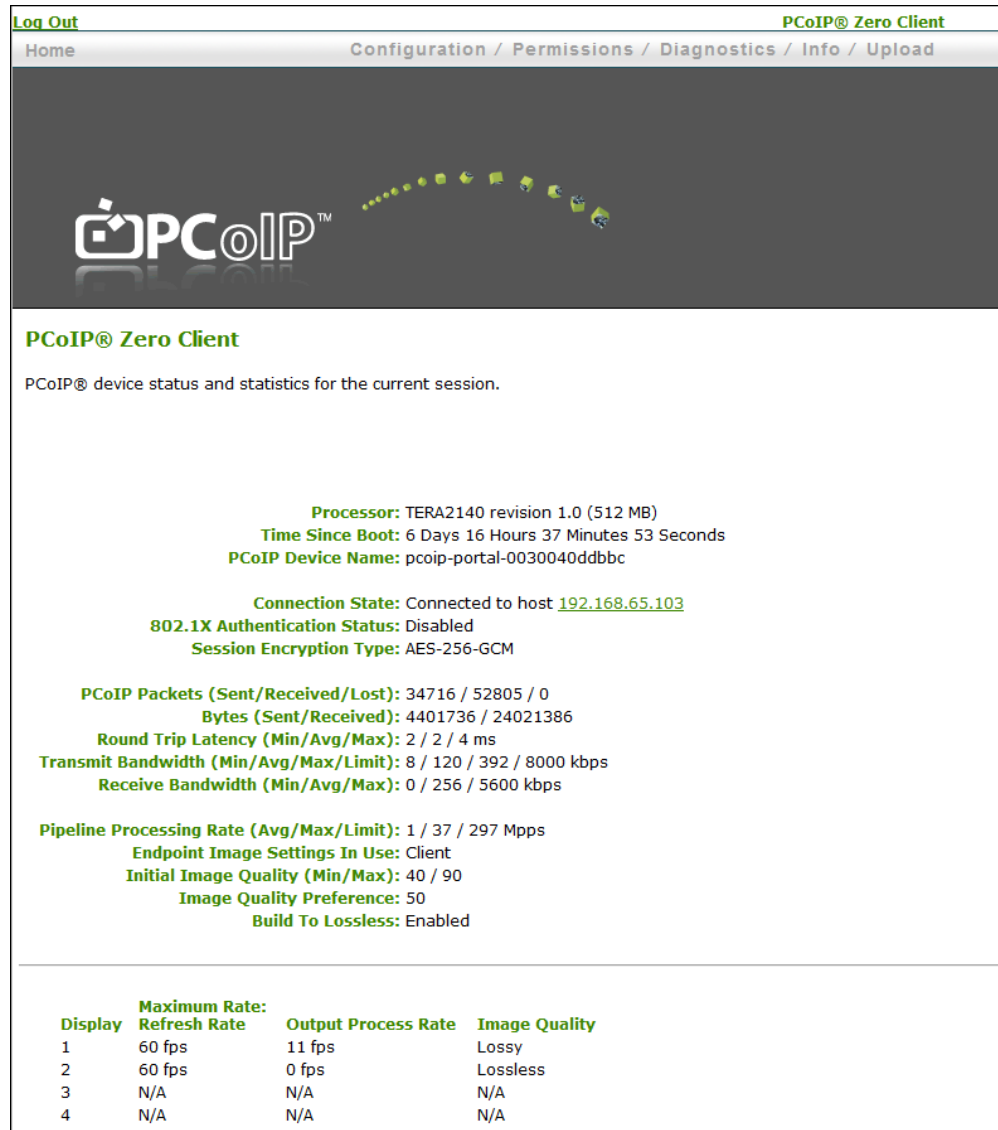 Log Out PCoIP® Zero Client
Home Configuration / Permissions / Diagnostics / Info / Upload
PCoIP™
PCoIP® Zero Client
PCoIP® device status and statistics for the current session.
Processor: TERA2140 revision 1.0 (512 MB)
Time Since Boot: 6 Days 16 Hours 37 Minutes 53 Seconds
PCoIP Device Name: pcoip-portal-0030040ddbbc
Connection State: Connected to host 192.168.65.103
802.1X Authentication Status: Disabled
Session Encryption Type: AES-256-GCM
PCoIP Packets (Sent/Received/Lost): 34716 / 52805 / 0
Bytes (Sent/Received): 4401736 / 24021386
Round Trip Latency (Min/Avg/Max): 2 / 2 / 4 ms
Transmit Bandwidth (Min/Avg/Max/Limit): 8 / 120 / 392 / 8000 kbps
Receive Bandwidth (Min/Avg/Max): 0 / 256 / 5600 kbps
Pipeline Processing Rate (Avg/Max/Limit): 1 / 37 / 297 Mpps
Endpoint Image Settings In Use: Client
Initial Image Quality (Min/Max): 40 / 90
Image Quality Preference: 50
Build To Lossless: Enabled
Maximum Rate:
Display Refresh Rate Output Process Rate Image Quality
1 60 fps 11 fps Lossy
2 60 fps 0 fps Lossless
3 N/A N/A N/A
4 N/A N/A N/A